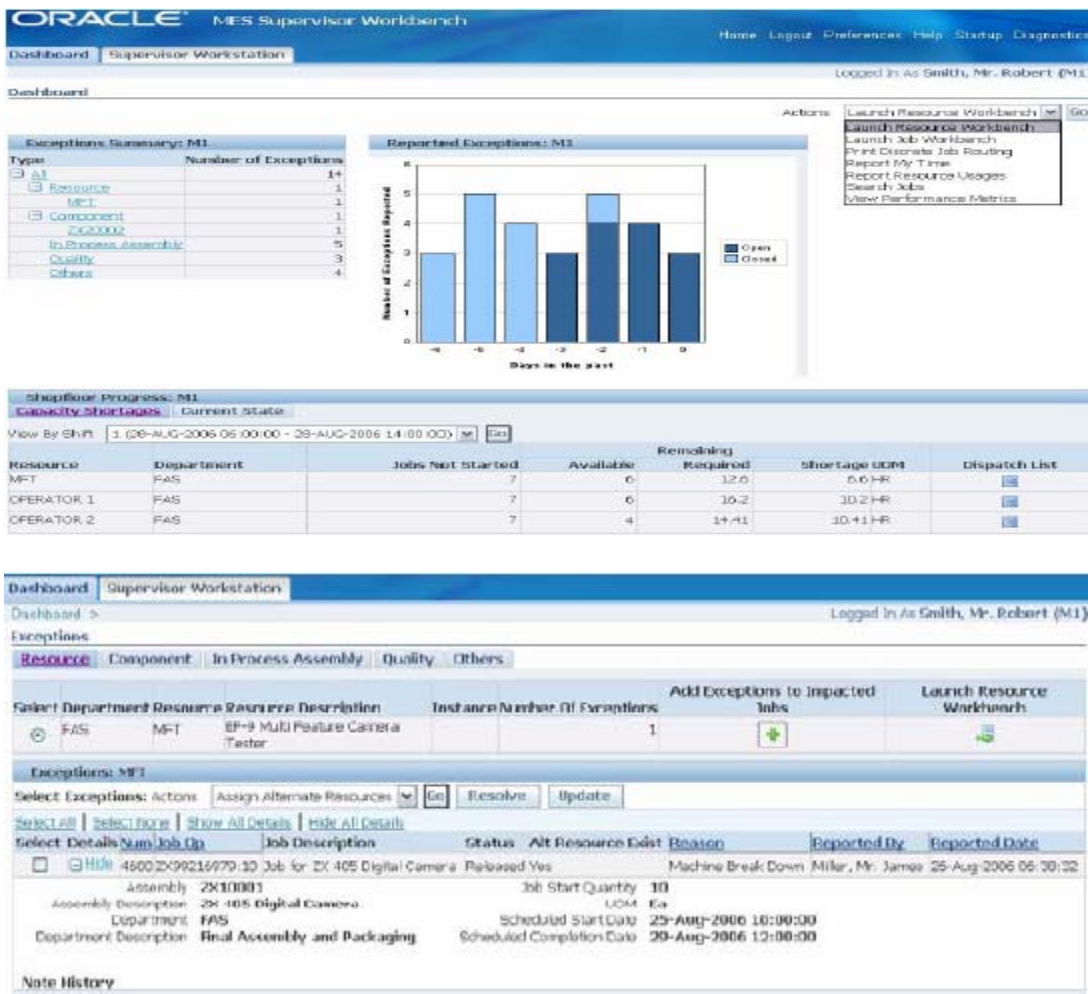 ORACLE MES Supervisor Workbench
Home Logout Preferences Help Startup Diagnostics
Dashboard Supervisor Workstation
Logged In As Smith, Mr. Robert (M1)
Dashboard
Actions Launch Resource Workbench Go
Launch Resource Workbench
Launch Job Workbench
Print Discrete Job Routing
Report My Time
Report Resource Usages
Search Jobs
View Performance Metrics
Exceptions Summary: M1
Type Number of Exceptions
All 14
Resource 1
MFT 1
Component 1
ZX20002 1
In Process Assembly 5
Quality 3
Others 4
Reported Exceptions: M1
Number of Exceptions Reported
6
5
4
3
2
1
0
-6 -5 -4 -3 -2 -1 0
Days in the past
Open
Closed
Shopfloor Progress: M1
Capacity Shortages Current State
View By Shift 1 (28-AUG-2006 06:00:00 - 28-AUG-2006 14:00:00) Go
Remaining
Resource Department Jobs Not Started Available Required Shortage UOM Dispatch List
MFT FAS 7 6 12.6 6.6 HR
OPERATOR 1 FAS 7 6 16.2 10.2 HR
OPERATOR 2 FAS 7 4 14.41 10.41 HR
Dashboard Supervisor Workstation
Dashboard >
Logged In As Smith, Mr. Robert (M1)
Exceptions
Resource Component In Process Assembly Quality Others
Select Department Resource Resource Description Instance Number Of Exceptions Add Exceptions to Impacted Jobs Launch Resource Workbench
FAS MFT EP-9 Multi Feature Camera Tester 1
Exceptions: MFT
Select Exceptions: Actions Assign Alternate Resources Go Resolve Update
Select All | Select None | Show All Details | Hide All Details
Select Details Num Job Op Job Description Status Alt Resource Exist Reason Reported By Reported Date
Hide 4600 ZX99216979:10 Job for ZX 405 Digital Camera Released Yes Machine Break Down Miller, Mr. James 25-Aug-2006 06:38:32
Assembly ZX10001 Job Start Quantity 10
Assembly Description ZX 405 Digital Camera UOM Ea
Department FAS Scheduled Start Date 25-Aug-2006 10:00:00
Department Description Final Assembly and Packaging Scheduled Completion Date 29-Aug-2006 12:00:00
Note History